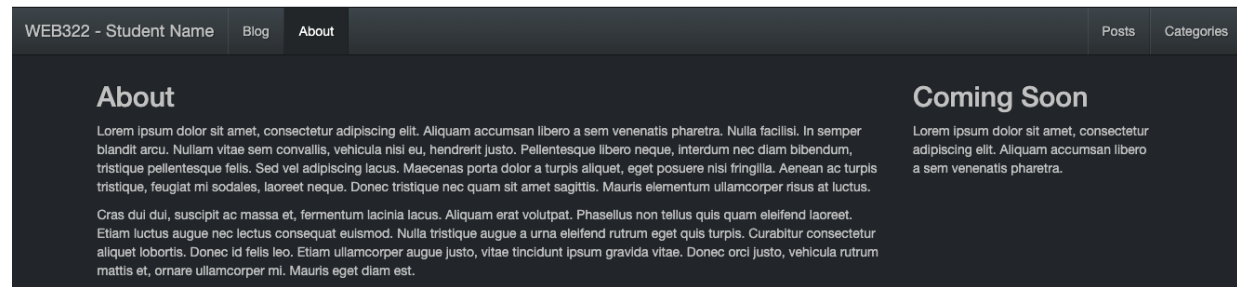 WEB322 - Student Name Blog About Posts Categories
About
Lorem ipsum dolor sit amet, consectetur adipiscing elit. Aliquam accumsan libero a sem venenatis pharetra. Nulla facilisi. In semper
blandit arcu. Nullam vitae sem convallis, vehicula nisi eu, hendrerit justo. Pellentesque libero neque, interdum nec diam bibendum,
tristique pellentesque felis. Sed vel adipiscing lacus. Maecenas porta dolor a turpis aliquet, eget posuere nisi fringilla. Aenean ac turpis
tristique, feugiat mi sodales, laoreet neque. Donec tristique nec quam sit amet sagittis. Mauris elementum ullamcorper risus at luctus.
Cras dui dui, suscipit ac massa et, fermentum lacinia lacus. Aliquam erat volutpat. Phasellus non tellus quis quam eleifend laoreet.
Etiam luctus augue nec lectus consequat euismod. Nulla tristique augue a urna eleifend rutrum eget quis turpis. Curabitur consectetur
aliquet lobortis. Donec id felis leo. Etiam ullamcorper augue justo, vitae tincidunt ipsum gravida vitae. Donec orci justo, vehicula rutrum
mattis et, ornare ullamcorper mi. Mauris eget diam est.
Coming Soon
Lorem ipsum dolor sit amet, consectetur
adipiscing elit. Aliquam accumsan libero
a sem venenatis pharetra.